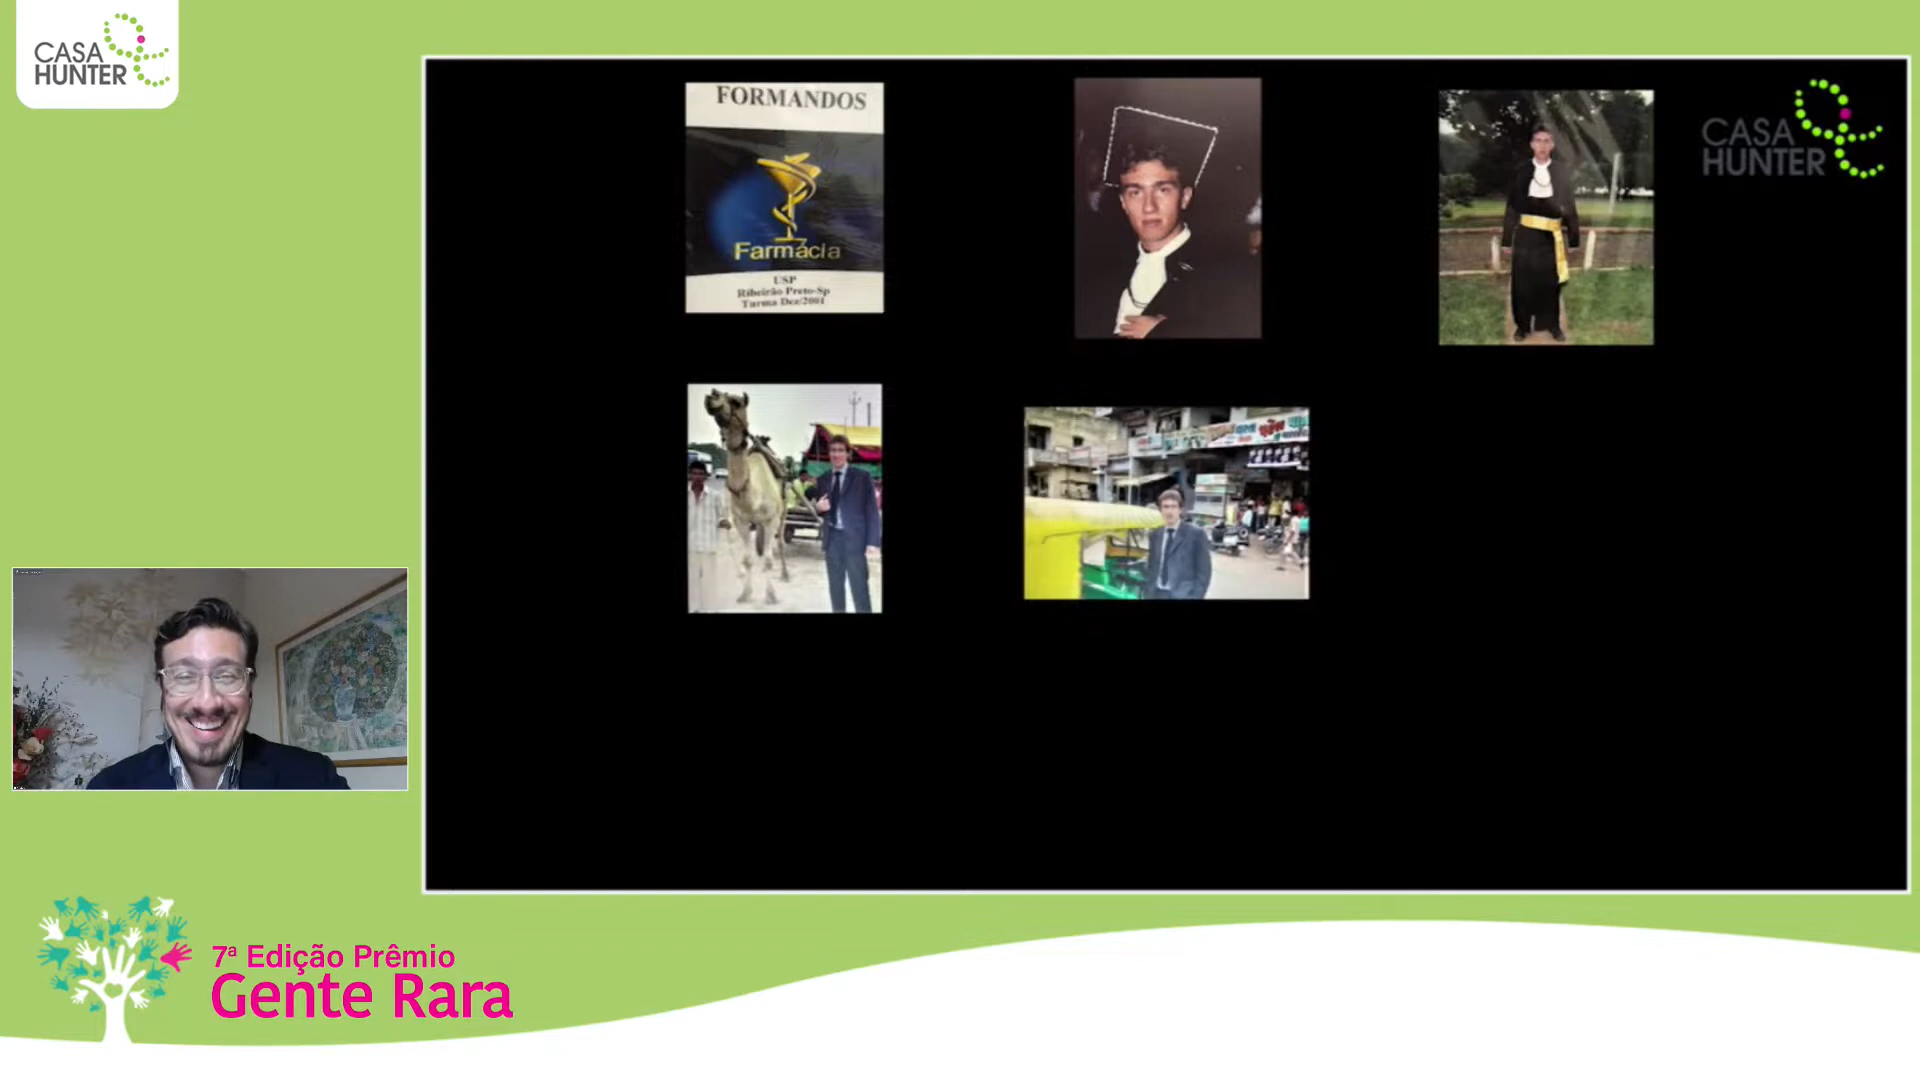 CASA
HUNTER
FORMANDOS
Farmácia
USP
Ribeirão Preto-Sp
Turma Dez/2001
CASA
HUNTER
7ª Edição Prêmio
Gente Rara